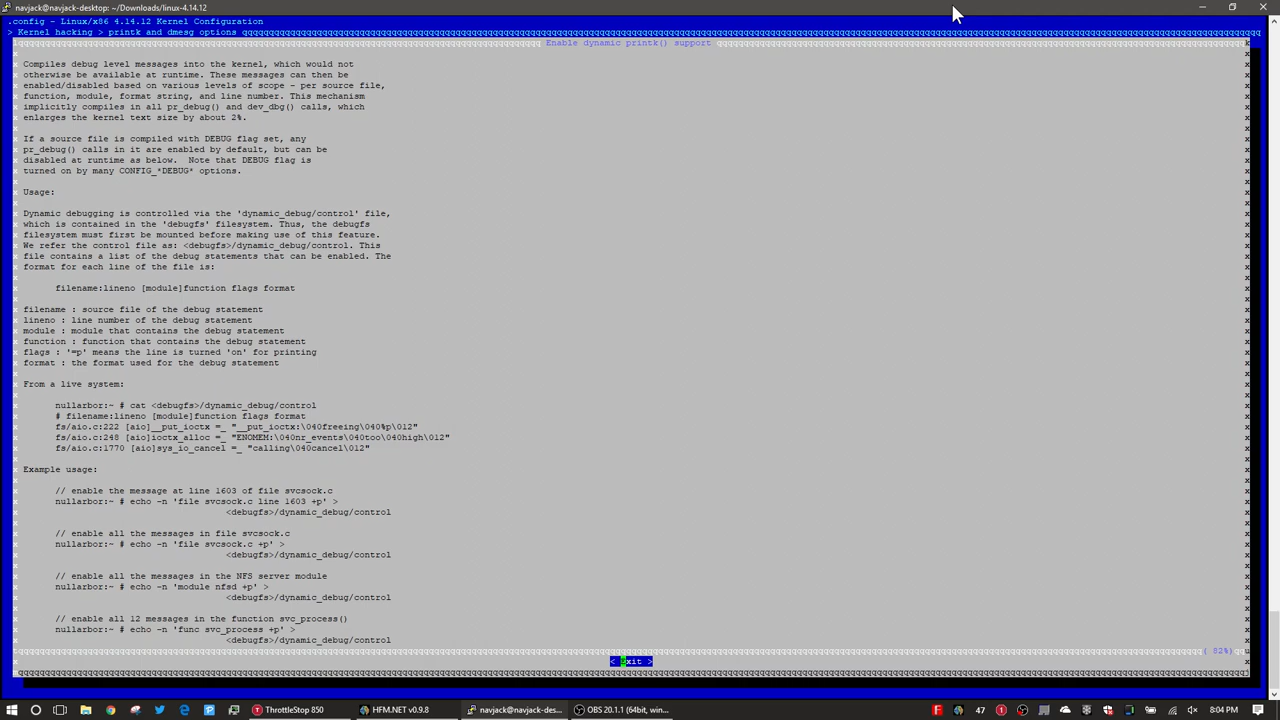 navjack@navjack-desktop: ~/Downloads/linux-4.14.12
.config - Linux/x86 4.14.12 Kernel Configuration
> Kernel hacking > printk and dmesg options
Enable dynamic printk() support
Compiles debug level messages into the kernel, which would not
otherwise be available at runtime. These messages can then be
enabled/disabled based on various levels of scope - per source file,
function, module, format string, and line number. This mechanism
implicitly compiles in all pr_debug() and dev_dbg() calls, which
enlarges the kernel text size by about 2%.
If a source file is compiled with DEBUG flag set, any
pr_debug() calls in it are enabled by default, but can be
disabled at runtime as below.  Note that DEBUG flag is
turned on by many CONFIG_*DEBUG* options.
Usage:
Dynamic debugging is controlled via the 'dynamic_debug/control' file,
which is contained in the 'debugfs' filesystem. Thus, the debugfs
filesystem must first be mounted before making use of this feature.
We refer the control file as: <debugfs>/dynamic_debug/control. This
file contains a list of the debug statements that can be enabled. The
format for each line of the file is:
filename:lineno [module]function flags format
filename : source file of the debug statement
lineno : line number of the debug statement
module : module that contains the debug statement
function : function that contains the debug statement
flags : '=p' means the line is turned 'on' for printing
format : the format used for the debug statement
From a live system:
nullarbor:~ # cat <debugfs>/dynamic_debug/control
# filename:lineno [module]function flags format
fs/aio.c:222 [aio]__put_ioctx =_ "__put_ioctx:\040freeing\040%p\012"
fs/aio.c:248 [aio]ioctx_alloc =_ "ENOMEM:\040nr_events\040too\040high\012"
fs/aio.c:1770 [aio]sys_io_cancel =_ "calling\040cancel\012"
Example usage:
// enable the message at line 1603 of file svcsock.c
nullarbor:~ # echo -n 'file svcsock.c line 1603 +p' >
<debugfs>/dynamic_debug/control
// enable all the messages in file svcsock.c
nullarbor:~ # echo -n 'file svcsock.c +p' >
<debugfs>/dynamic_debug/control
// enable all the messages in the NFS server module
nullarbor:~ # echo -n 'module nfsd +p' >
<debugfs>/dynamic_debug/control
// enable all 12 messages in the function svc_process()
nullarbor:~ # echo -n 'func svc_process +p' >
<debugfs>/dynamic_debug/control
( 82%)
< Exit >
ThrottleStop 850 HFM.NET v0.9.8 navjack@navjack-des... OBS 20.1.1 (64bit, win... 47 8:04 PM